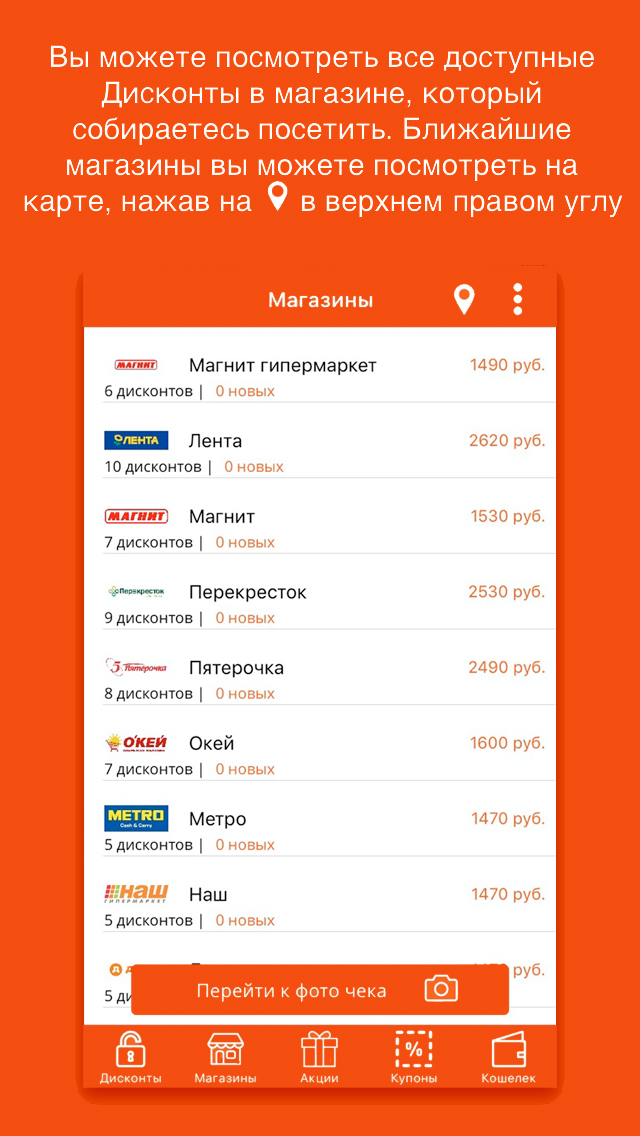 Вы можете посмотреть все доступные
Дисконты в магазине, который
собираетесь посетить. Ближайшие
магазины вы можете посмотреть на
карте, нажав на в верхнем правом углу
Магазины
МАГНИТ Магнит гипермаркет 1490 руб.
6 дисконтов | 0 новых
ЛЕНТА Лента 2620 руб.
10 дисконтов | 0 новых
МАГНИТ Магнит 1530 руб.
7 дисконтов | 0 новых
Перекресток Перекресток 2530 руб.
9 дисконтов | 0 новых
5 Пятёрочка Пятерочка 2490 руб.
8 дисконтов | 0 новых
О'КЕЙ Окей 1600 руб.
7 дисконтов | 0 новых
METRO Метро 1470 руб.
Cash & Carry
5 дисконтов | 0 новых
НАШ Наш 1470 руб.
ГИПЕРМАРКЕТ
5 дисконтов | 0 новых
руб.
Перейти к фото чека
%
Дисконты Магазины Акции Купоны Кошелек